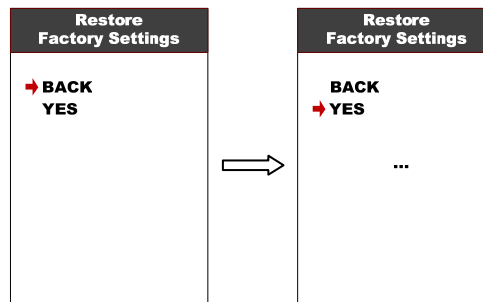 Restore
Factory Settings
BACK
YES
Restore
Factory Settings
BACK
YES
...